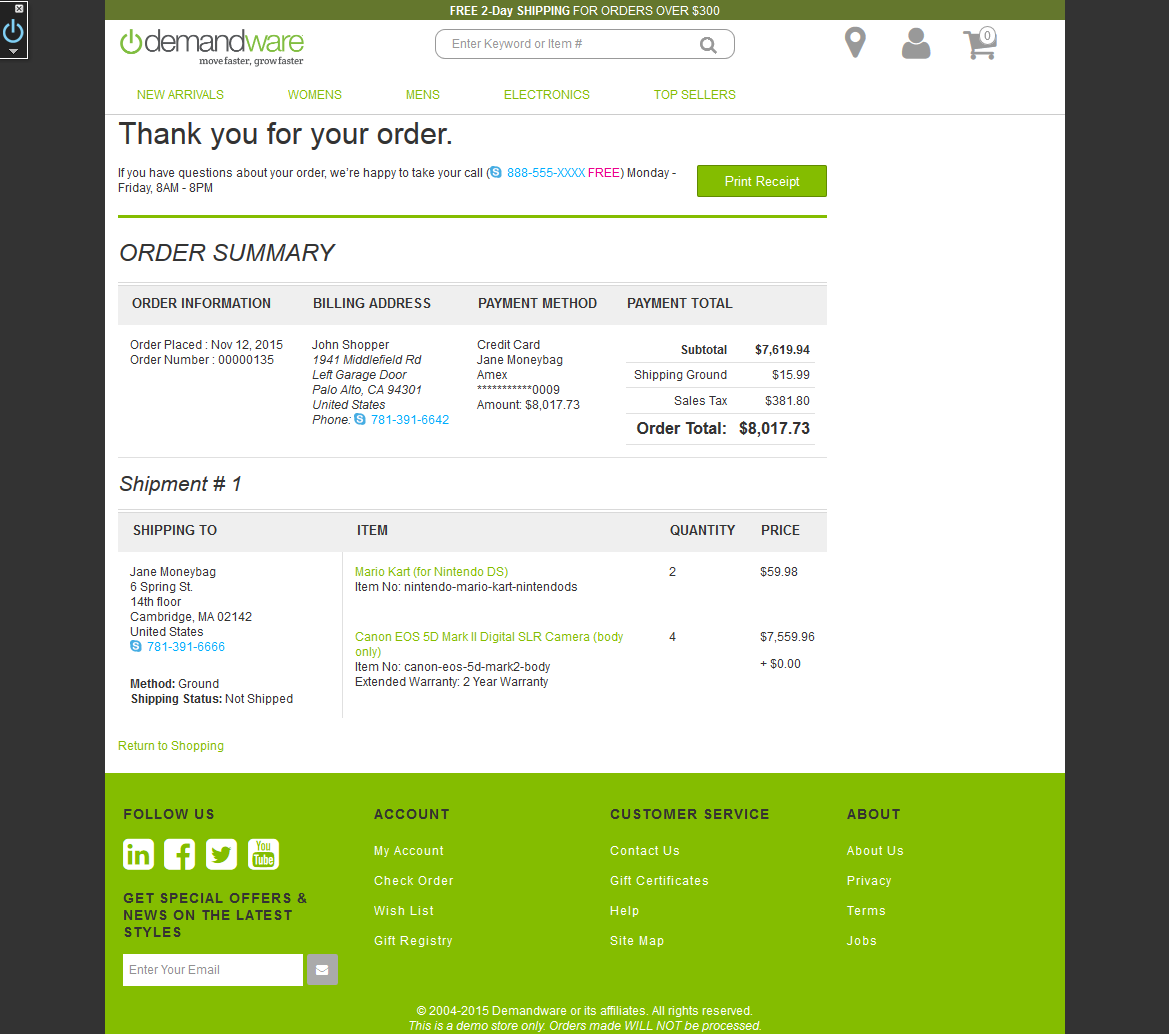 FREE 2-Day SHIPPING FOR ORDERS OVER $300
demandware
move faster, grow faster
Enter Keyword or Item #
0
NEW ARRIVALS WOMENS MENS ELECTRONICS TOP SELLERS
Thank you for your order.
If you have questions about your order, we're happy to take your call (888-555-XXXX FREE) Monday -
Friday, 8AM - 8PM
Print Receipt
ORDER SUMMARY
ORDER INFORMATION BILLING ADDRESS PAYMENT METHOD PAYMENT TOTAL
Order Placed : Nov 12, 2015
Order Number : 00000135
John Shopper
1941 Middlefield Rd
Left Garage Door
Palo Alto, CA 94301
United States
Phone: 781-391-6642
Credit Card
Jane Moneybag
Amex
***********0009
Amount: $8,017.73
Subtotal $7,619.94
Shipping Ground $15.99
Sales Tax $381.80
Order Total: $8,017.73
Shipment # 1
SHIPPING TO ITEM QUANTITY PRICE
Jane Moneybag
6 Spring St.
14th floor
Cambridge, MA 02142
United States
781-391-6666
Method: Ground
Shipping Status: Not Shipped
Mario Kart (for Nintendo DS) 2 $59.98
Item No: nintendo-mario-kart-nintendods
Canon EOS 5D Mark II Digital SLR Camera (body 4 $7,559.96
only)
+ $0.00
Item No: canon-eos-5d-mark2-body
Extended Warranty: 2 Year Warranty
Return to Shopping
FOLLOW US
in
f
You
Tube
GET SPECIAL OFFERS &
NEWS ON THE LATEST
STYLES
Enter Your Email
ACCOUNT
My Account
Check Order
Wish List
Gift Registry
CUSTOMER SERVICE
Contact Us
Gift Certificates
Help
Site Map
ABOUT
About Us
Privacy
Terms
Jobs
© 2004-2015 Demandware or its affiliates. All rights reserved.
This is a demo store only. Orders made WILL NOT be processed.